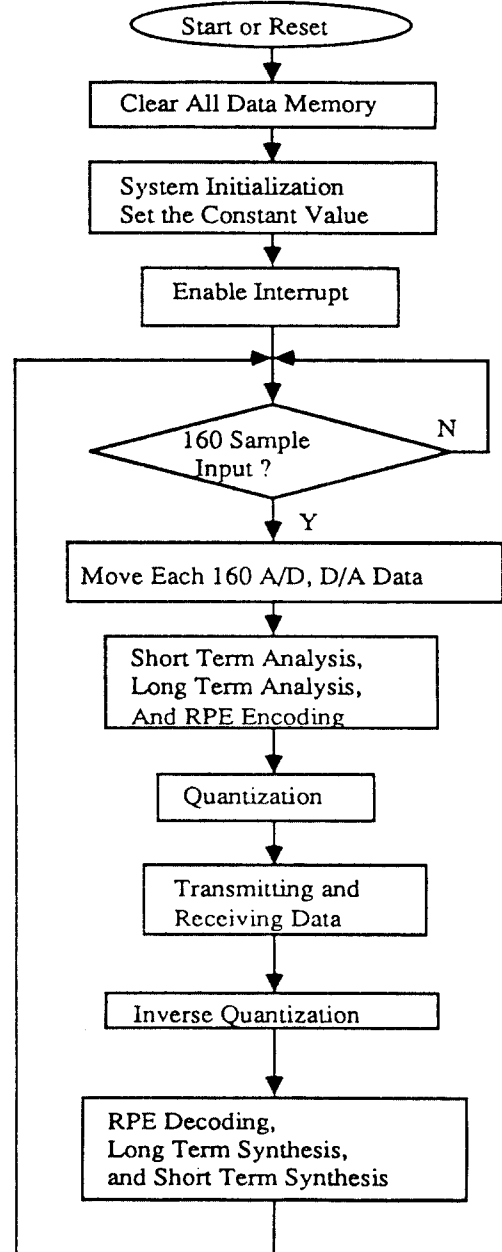 Start or Reset
Clear All Data Memory
System Initialization
Set the Constant Value
Enable Interrupt
160 Sample
Input ?
N
Y
Move Each 160 A/D, D/A Data
Short Term Analysis,
Long Term Analysis,
And RPE Encoding
Quantization
Transmitting and
Receiving Data
Inverse Quantization
RPE Decoding,
Long Term Synthesis,
and Short Term Synthesis